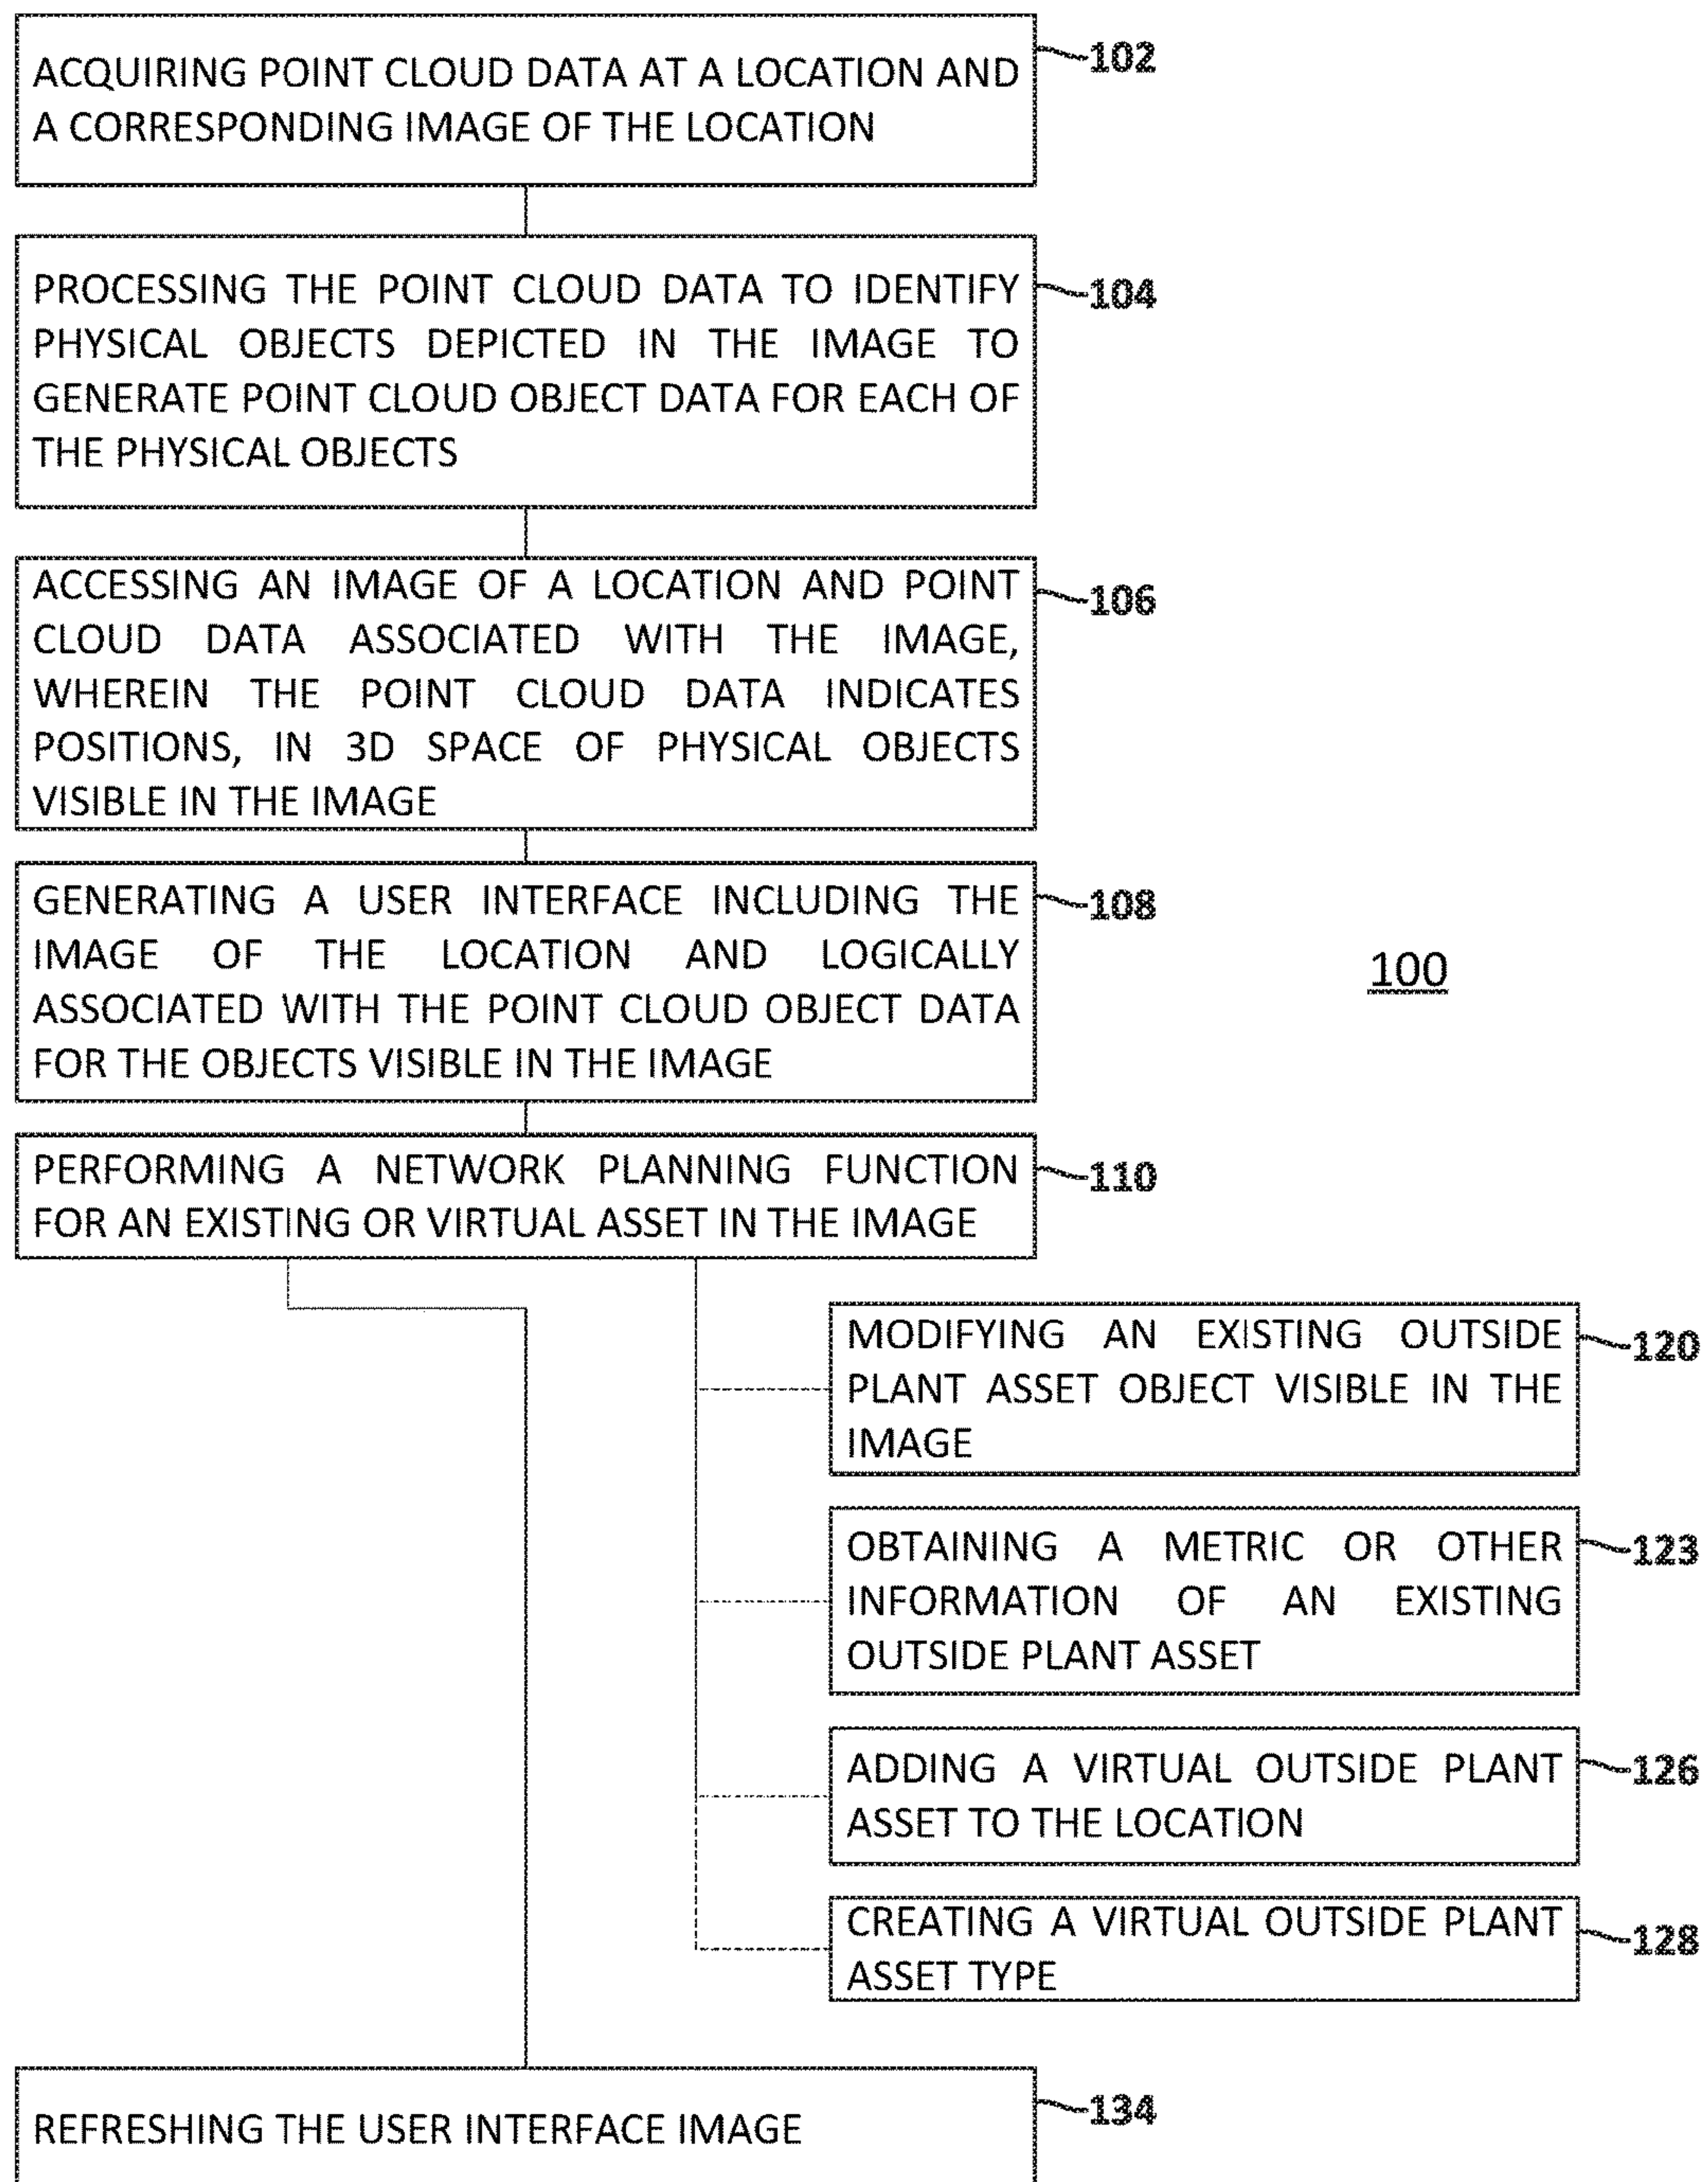 ACQUIRING POINT CLOUD DATA AT A LOCATION AND
A CORRESPONDING IMAGE OF THE LOCATION
102
PROCESSING THE POINT CLOUD DATA TO IDENTIFY
PHYSICAL OBJECTS DEPICTED IN THE IMAGE TO
GENERATE POINT CLOUD OBJECT DATA FOR EACH OF
THE PHYSICAL OBJECTS
104
ACCESSING AN IMAGE OF A LOCATION AND POINT
CLOUD DATA ASSOCIATED WITH THE IMAGE,
WHEREIN THE POINT CLOUD DATA INDICATES
POSITIONS, IN 3D SPACE OF PHYSICAL OBJECTS
VISIBLE IN THE IMAGE
106
GENERATING A USER INTERFACE INCLUDING THE
IMAGE OF THE LOCATION AND LOGICALLY
ASSOCIATED WITH THE POINT CLOUD OBJECT DATA
FOR THE OBJECTS VISIBLE IN THE IMAGE
108
100
PERFORMING A NETWORK PLANNING FUNCTION
FOR AN EXISTING OR VIRTUAL ASSET IN THE IMAGE
110
MODIFYING AN EXISTING OUTSIDE
PLANT ASSET OBJECT VISIBLE IN THE
IMAGE
120
OBTAINING A METRIC OR OTHER
INFORMATION OF AN EXISTING
OUTSIDE PLANT ASSET
123
ADDING A VIRTUAL OUTSIDE PLANT
ASSET TO THE LOCATION
126
CREATING A VIRTUAL OUTSIDE PLANT
ASSET TYPE
128
REFRESHING THE USER INTERFACE IMAGE
134